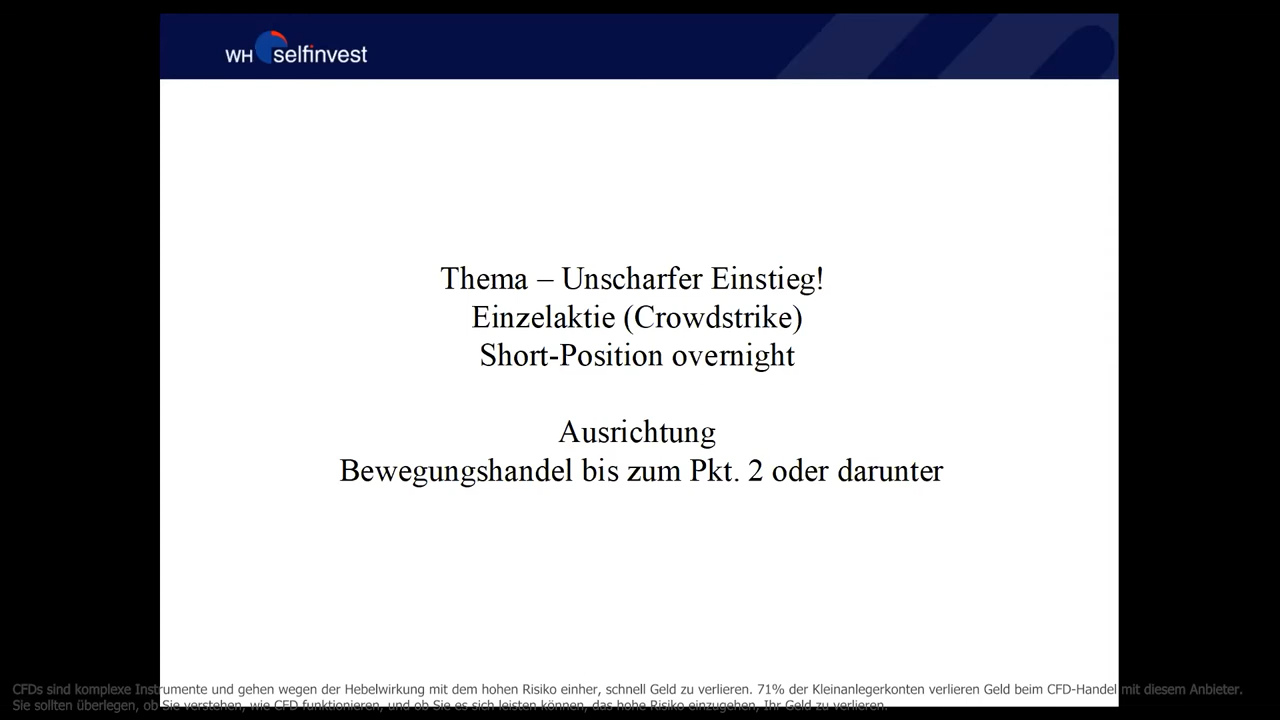 WH selfinvest
Thema – Unscharfer Einstieg!
Einzelaktie (Crowdstrike)
Short-Position overnight
Ausrichtung
Bewegungshandel bis zum Pkt. 2 oder darunter
CFDs sind komplexe Instrumente und gehen wegen der Hebelwirkung mit dem hohen Risiko einher, schnell Geld zu verlieren. 71% der Kleinanlegerkonten verlieren Geld beim CFD-Handel mit diesem Anbieter.
Sie sollten überlegen, ob Sie verstehen, wie CFD funktionieren, und ob Sie es sich leisten können, das hohe Risiko einzugehen, Ihr Geld zu verlieren.